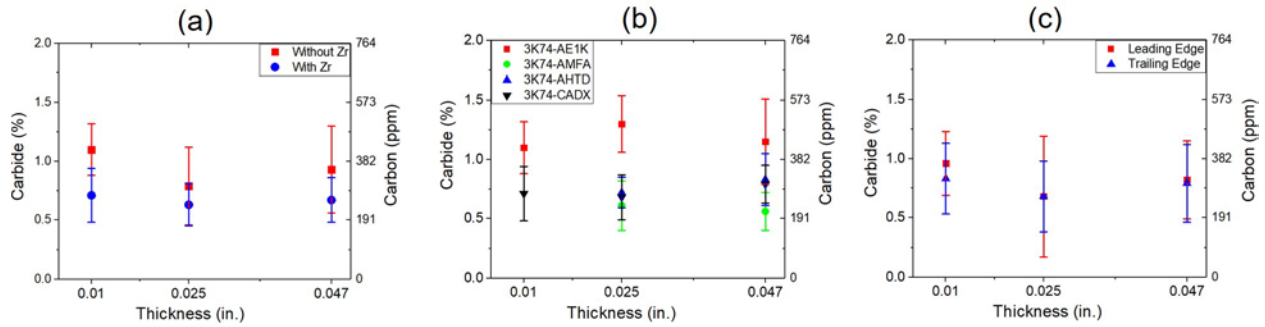 (a)
2.0
1.5
1.0
0.5
0.0
Carbide (%)
Without Zr
With Zr
764
573
382
191
0
Carbon (ppm)
0.01
0.025
0.047
Thickness (in.)
(b)
2.0
1.5
1.0
0.5
0.0
Carbide (%)
3K74-AE1K
3K74-AMFA
3K74-AHTD
3K74-CADX
764
573
382
191
0
Carbon (ppm)
0.01
0.025
0.047
Thickness (in.)
(c)
2.0
1.5
1.0
0.5
0.0
Carbide (%)
Leading Edge
Trailing Edge
764
573
382
191
0
Carbon (ppm)
0.01
0.025
0.047
Thickness (in.)